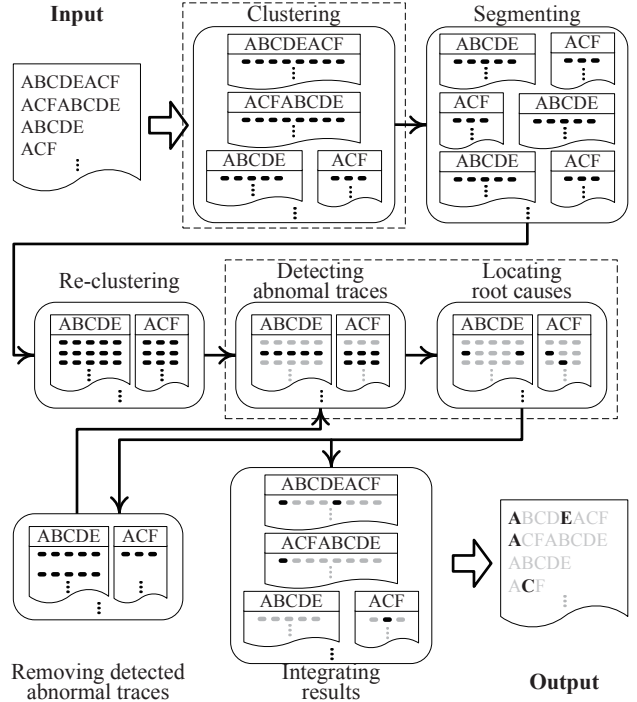 Input
Clustering
Segmenting
ABCDEACF
ACFABCDE
ABCDE
ACF
ABCDEACF
ACFABCDE
ABCDE
ACF
ABCDE
ACF
ACF
ABCDE
ABCDE
ACF
Re-clustering
Detecting
abnomal traces
Locating
root causes
ABCDE
ACF
ABCDE
ACF
ABCDE
ACF
ABCDE
ACF
Removing detected
abnormal traces
ABCDEACF
ACFABCDE
ABCDE
ACF
Integrating
results
ABCDEACF
ACFABCDE
ABCDE
ACF
Output